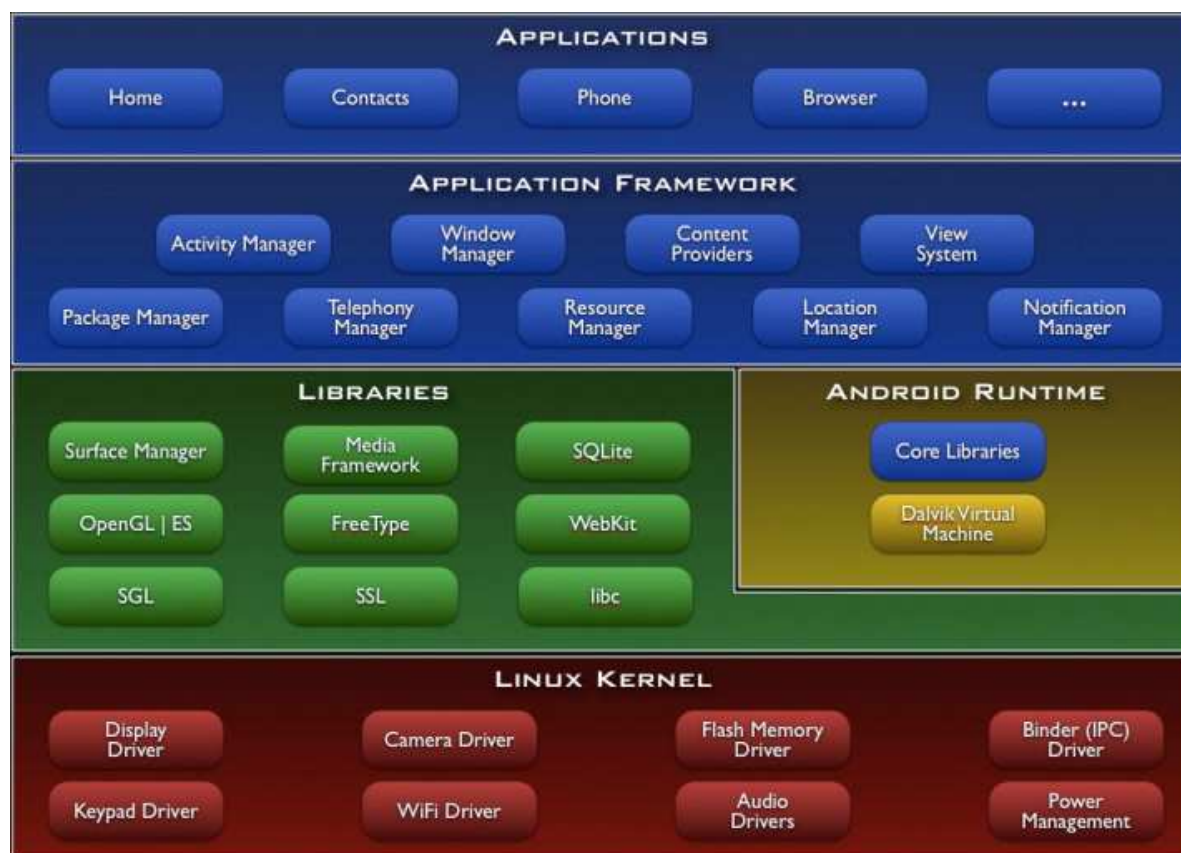 APPLICATIONS
Home
Contacts
Phone
Browser
...
APPLICATION FRAMEWORK
Activity Manager
Window
Manager
Content
Providers
View
System
Package Manager
Telephony
Manager
Resource
Manager
Location
Manager
Notification
Manager
LIBRARIES
Surface Manager
Media
Framework
SQLite
OpenGL | ES
FreeType
WebKit
SGL
SSL
libc
ANDROID RUNTIME
Core Libraries
Dalvik Virtual
Machine
LINUX KERNEL
Display
Driver
Camera Driver
Flash Memory
Driver
Binder (IPC)
Driver
Keypad Driver
WiFi Driver
Audio
Drivers
Power
Management